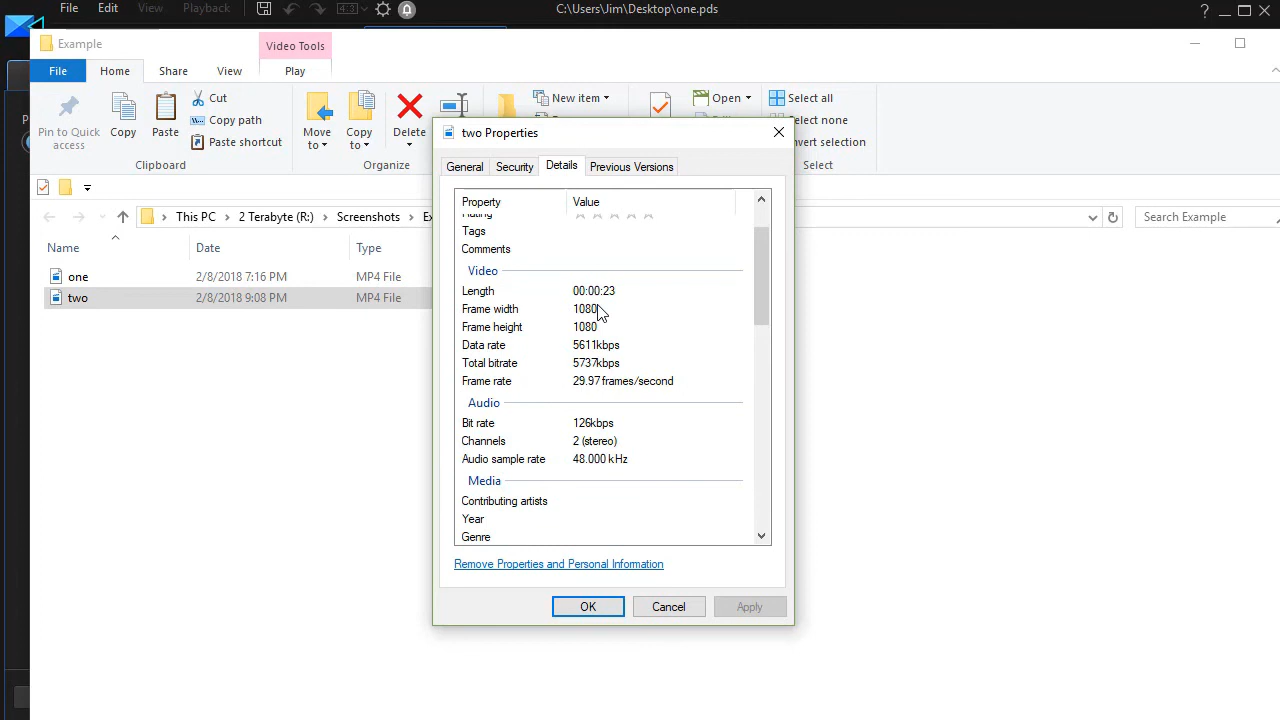 File Edit View Playback C:\Users\Jim\Desktop\one.pds ?
Example Video Tools
File Home Share View Play
Pin to Quick access
Copy
Paste
Cut
Copy path
Paste shortcut
Clipboard
Move to
Copy to
Delete
Organize
New item
Open
Select all
Select none
Select
This PC > 2 Terabyte (R:) > Screenshots > Search Example
Name Date Type
one 2/8/2018 7:16 PM MP4 File
two 2/8/2018 9:08 PM MP4 File
two Properties
General Security Details Previous Versions
Property Value
Rating
Tags
Comments
Video
Length 00:00:23
Frame width 1080
Frame height 1080
Data rate 5611kbps
Total bitrate 5737kbps
Frame rate 29.97 frames/second
Audio
Bit rate 126kbps
Channels 2 (stereo)
Audio sample rate 48.000 kHz
Media
Contributing artists
Year
Genre
Remove Properties and Personal Information
OK Cancel Apply